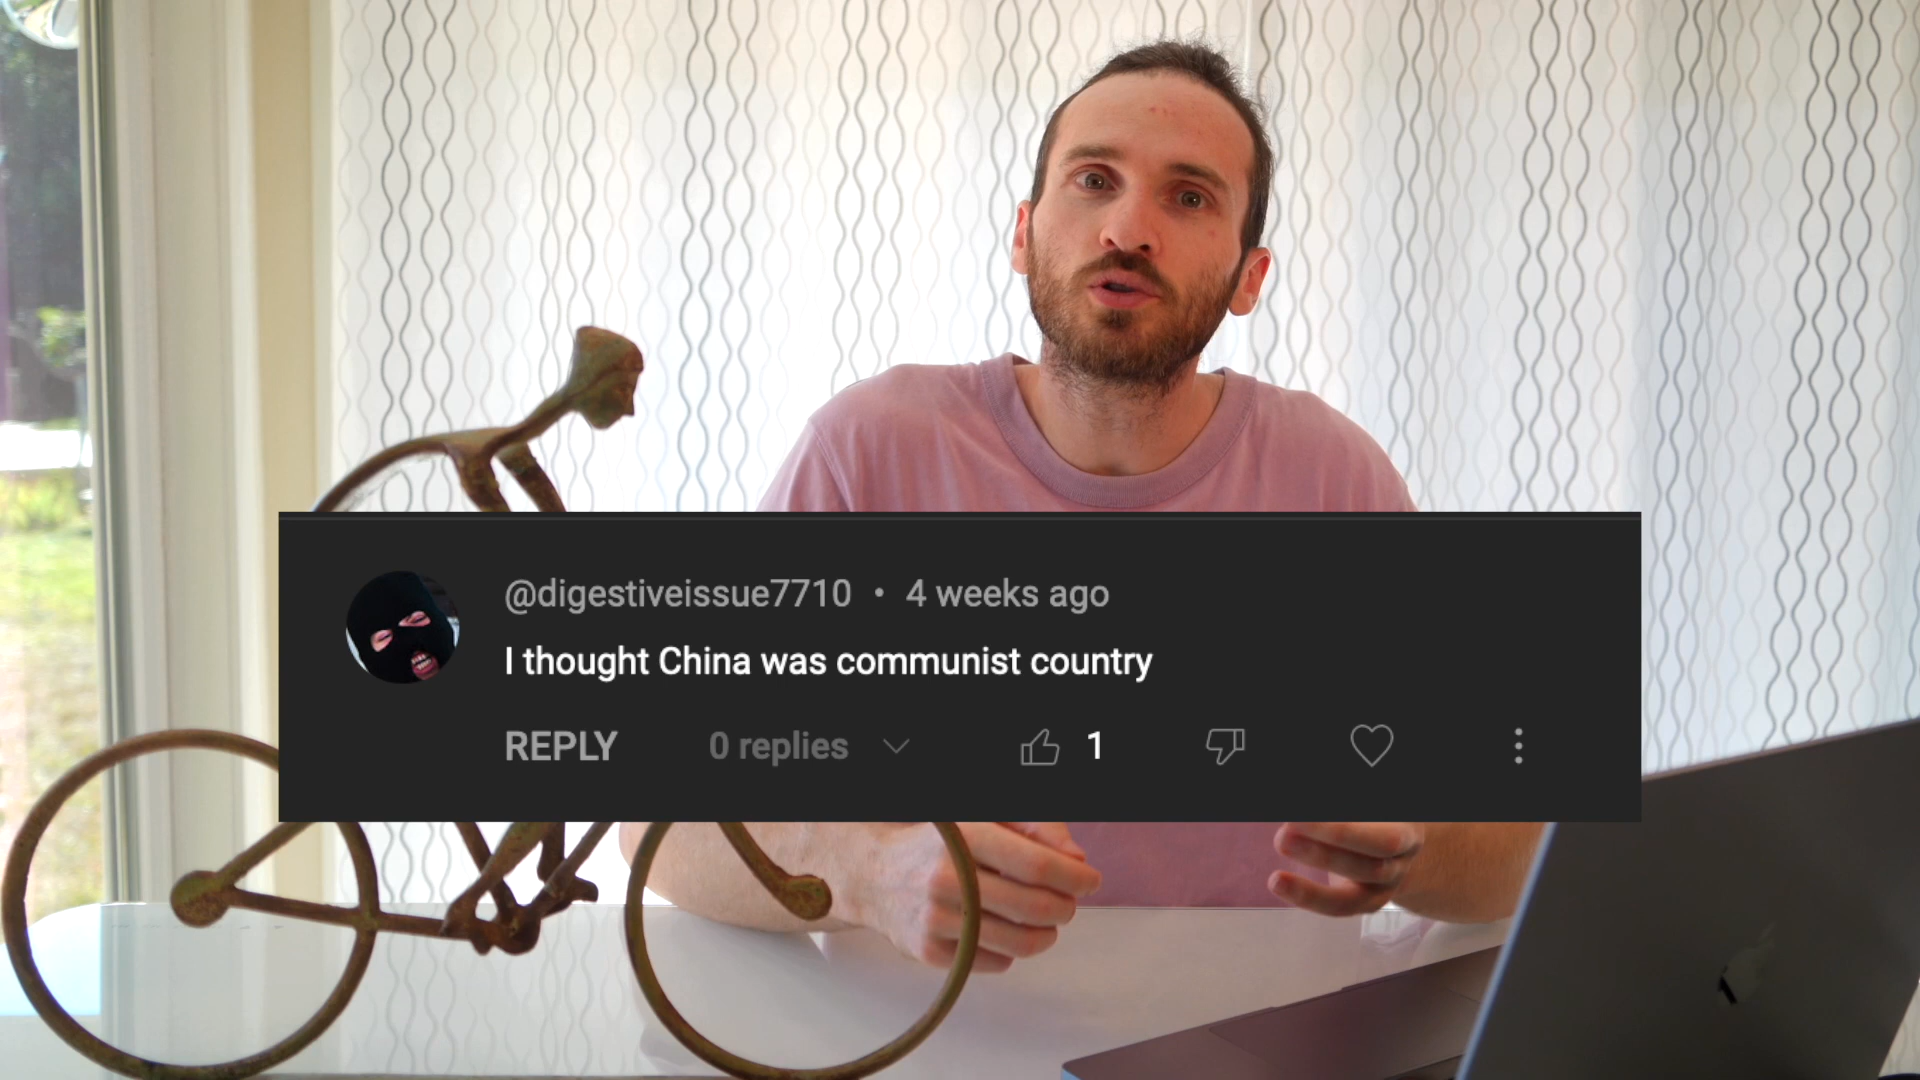 @digestiveissue7710 • 4 weeks ago
I thought China was communist country
REPLY 0 replies 1